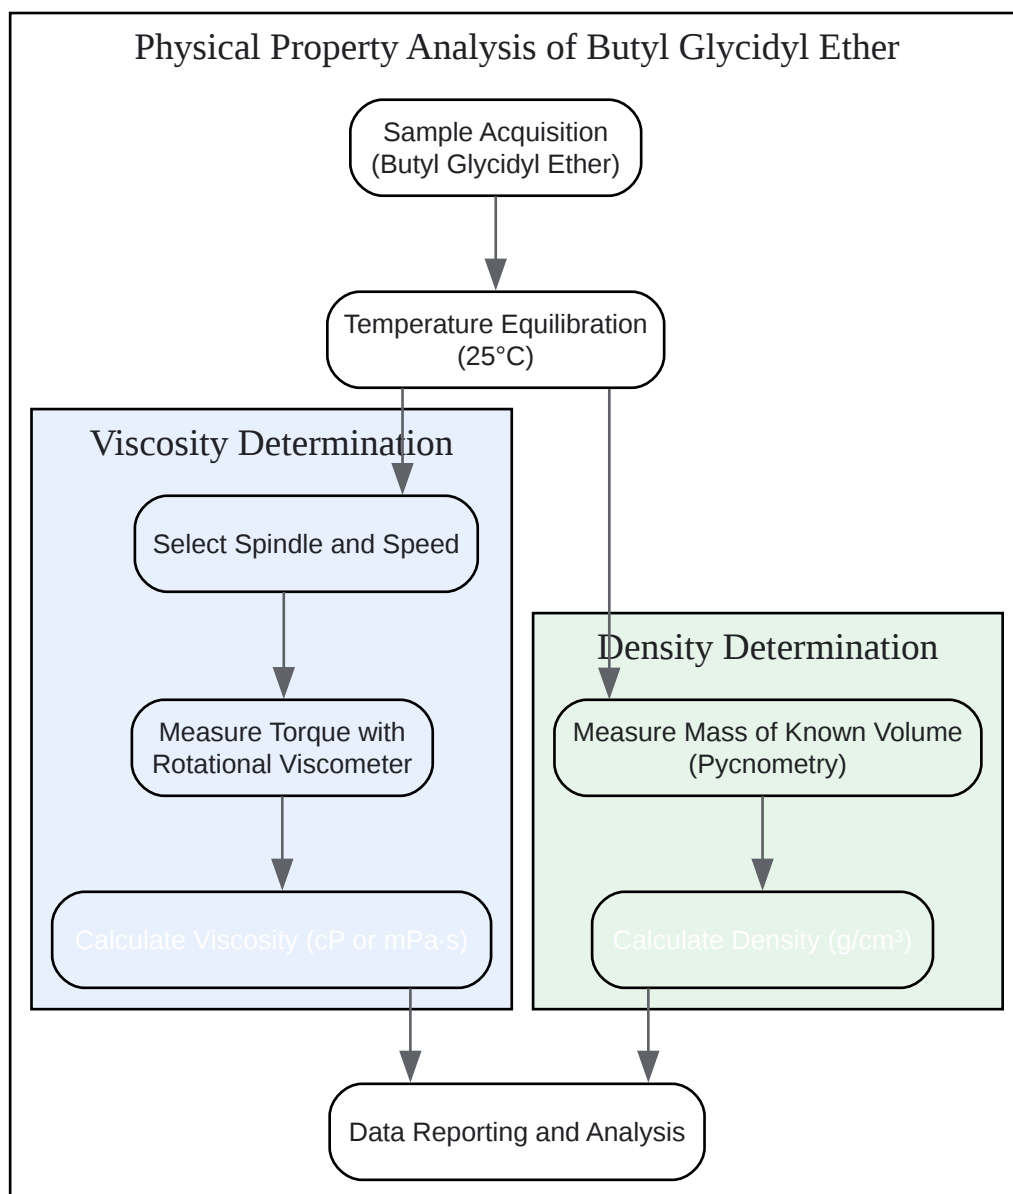 Physical Property Analysis of Butyl Glycidyl Ether
Sample Acquisition
(Butyl Glycidyl Ether)
Temperature Equilibration
(25°C)
Viscosity Determination
Select Spindle and Speed
Measure Torque with
Rotational Viscometer
Calculate Viscosity (cP or mPa·s)
Density Determination
Measure Mass of Known Volume
(Pycnometry)
Calculate Density (g/cm³)
Data Reporting and Analysis